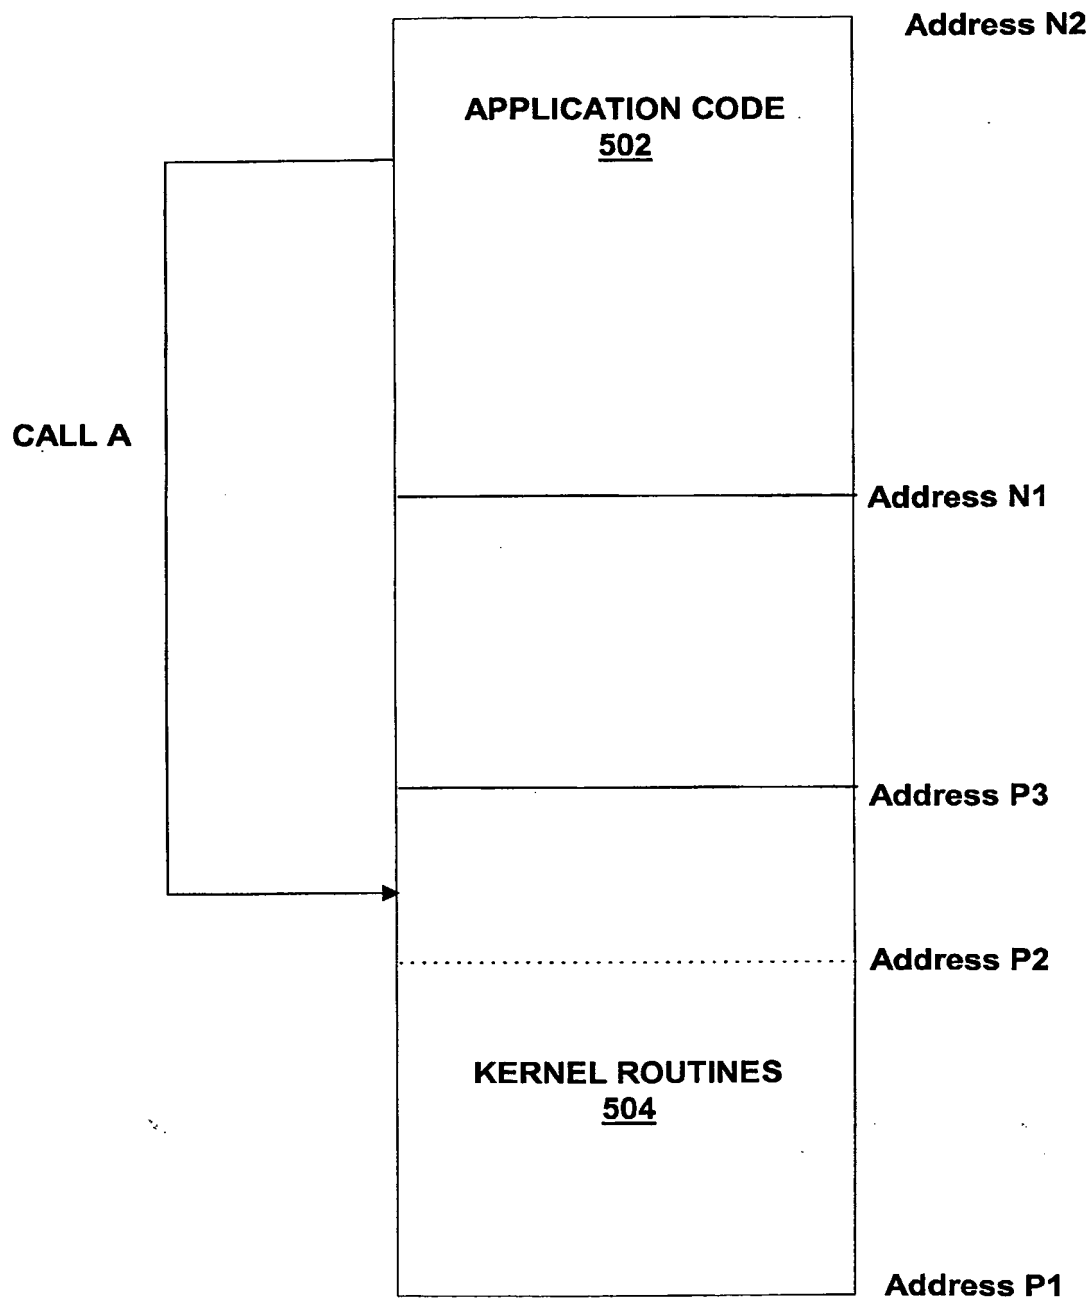 Address N2
APPLICATION CODE
502
CALL A
Address N1
Address P3
Address P2
KERNEL ROUTINES
504
Address P1